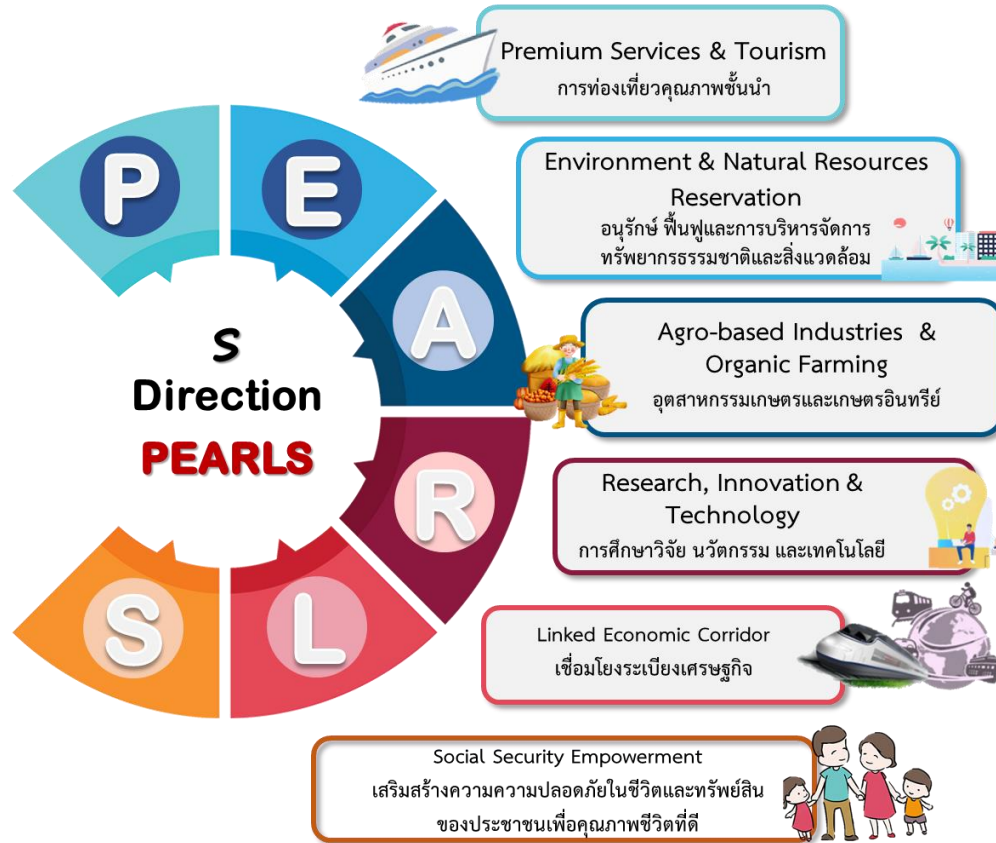 P
Premium Services & Tourism
การท่องเที่ยวคุณภาพชั้นนำ
E
Environment & Natural Resources
Reservation
อนุรักษ์ ฟื้นฟูและการบริหารจัดการ
ทรัพยากรธรรมชาติและสิ่งแวดล้อม
A
Agro-based Industries &
Organic Farming
อุตสาหกรรมเกษตรและเกษตรอินทรีย์
S
Direction
PEARLS
R
Research, Innovation &
Technology
การศึกษาวิจัย นวัตกรรม และเทคโนโลยี
L
Linked Economic Corridor
เชื่อมโยงระเบียงเศรษฐกิจ
S
Social Security Empowerment
เสริมสร้างความความปลอดภัยในชีวิตและทรัพย์สิน
ของประชาชนเพื่อคุณภาพชีวิตที่ดี